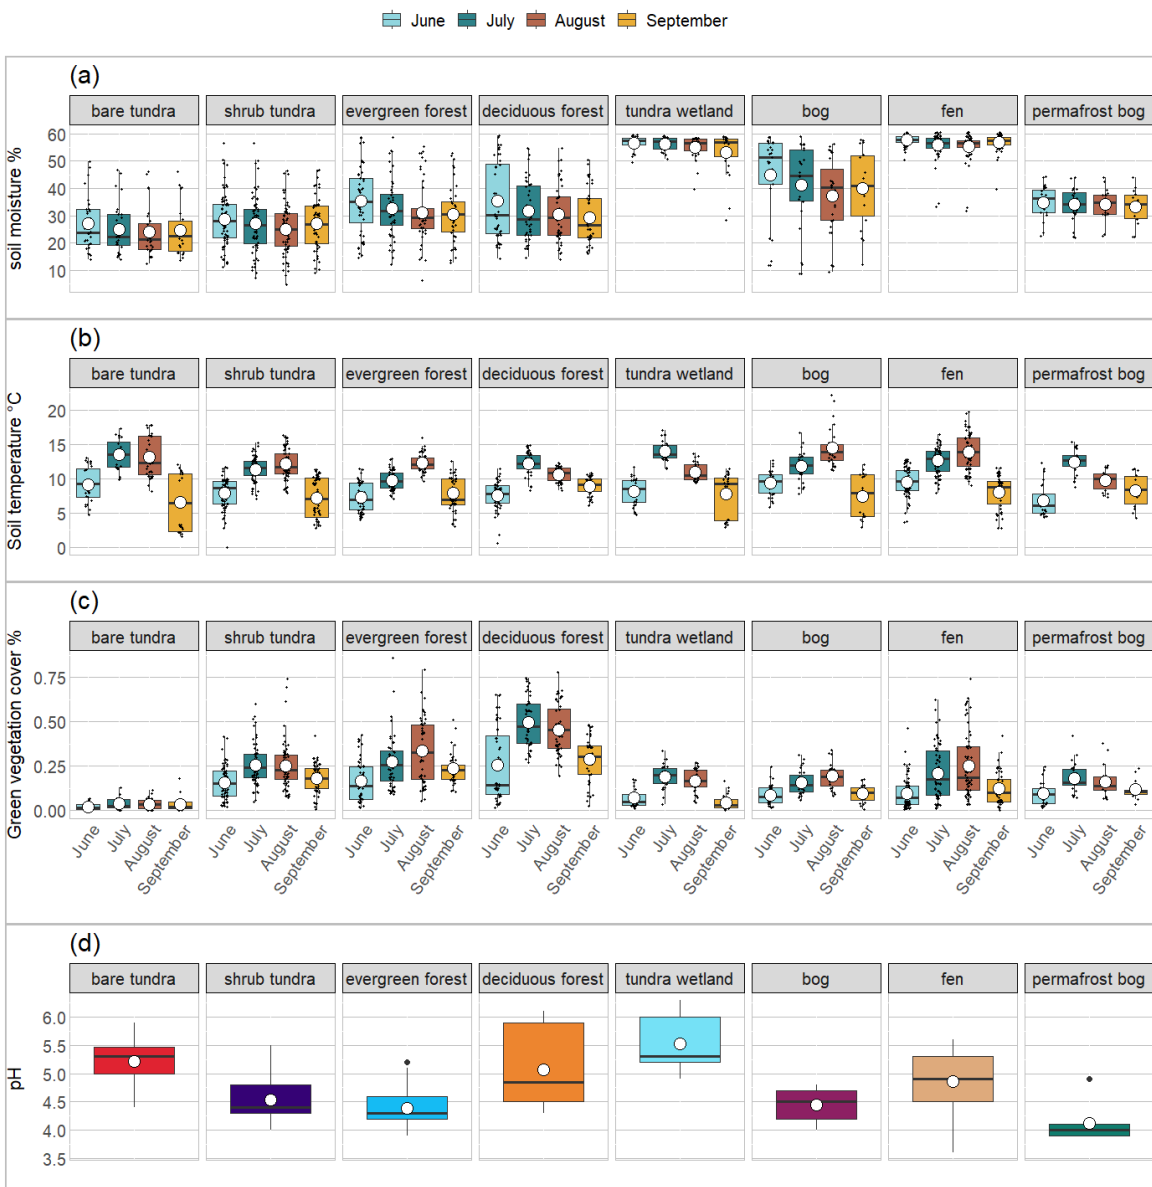 June July August September
(a)
bare tundra shrub tundra evergreen forest deciduous forest tundra wetland bog fen permafrost bog
soil moisture %
60
50
40
30
20
10
(b)
bare tundra shrub tundra evergreen forest deciduous forest tundra wetland bog fen permafrost bog
Soil temperature °C
20
15
10
5
0
(c)
bare tundra shrub tundra evergreen forest deciduous forest tundra wetland bog fen permafrost bog
Green vegetation cover %
0.75
0.50
0.25
0.00
June July August September June July August September June July August September June July August September June July August September June July August September June July August September June July August September
(d)
bare tundra shrub tundra evergreen forest deciduous forest tundra wetland bog fen permafrost bog
pH
6.0
5.5
5.0
4.5
4.0
3.5